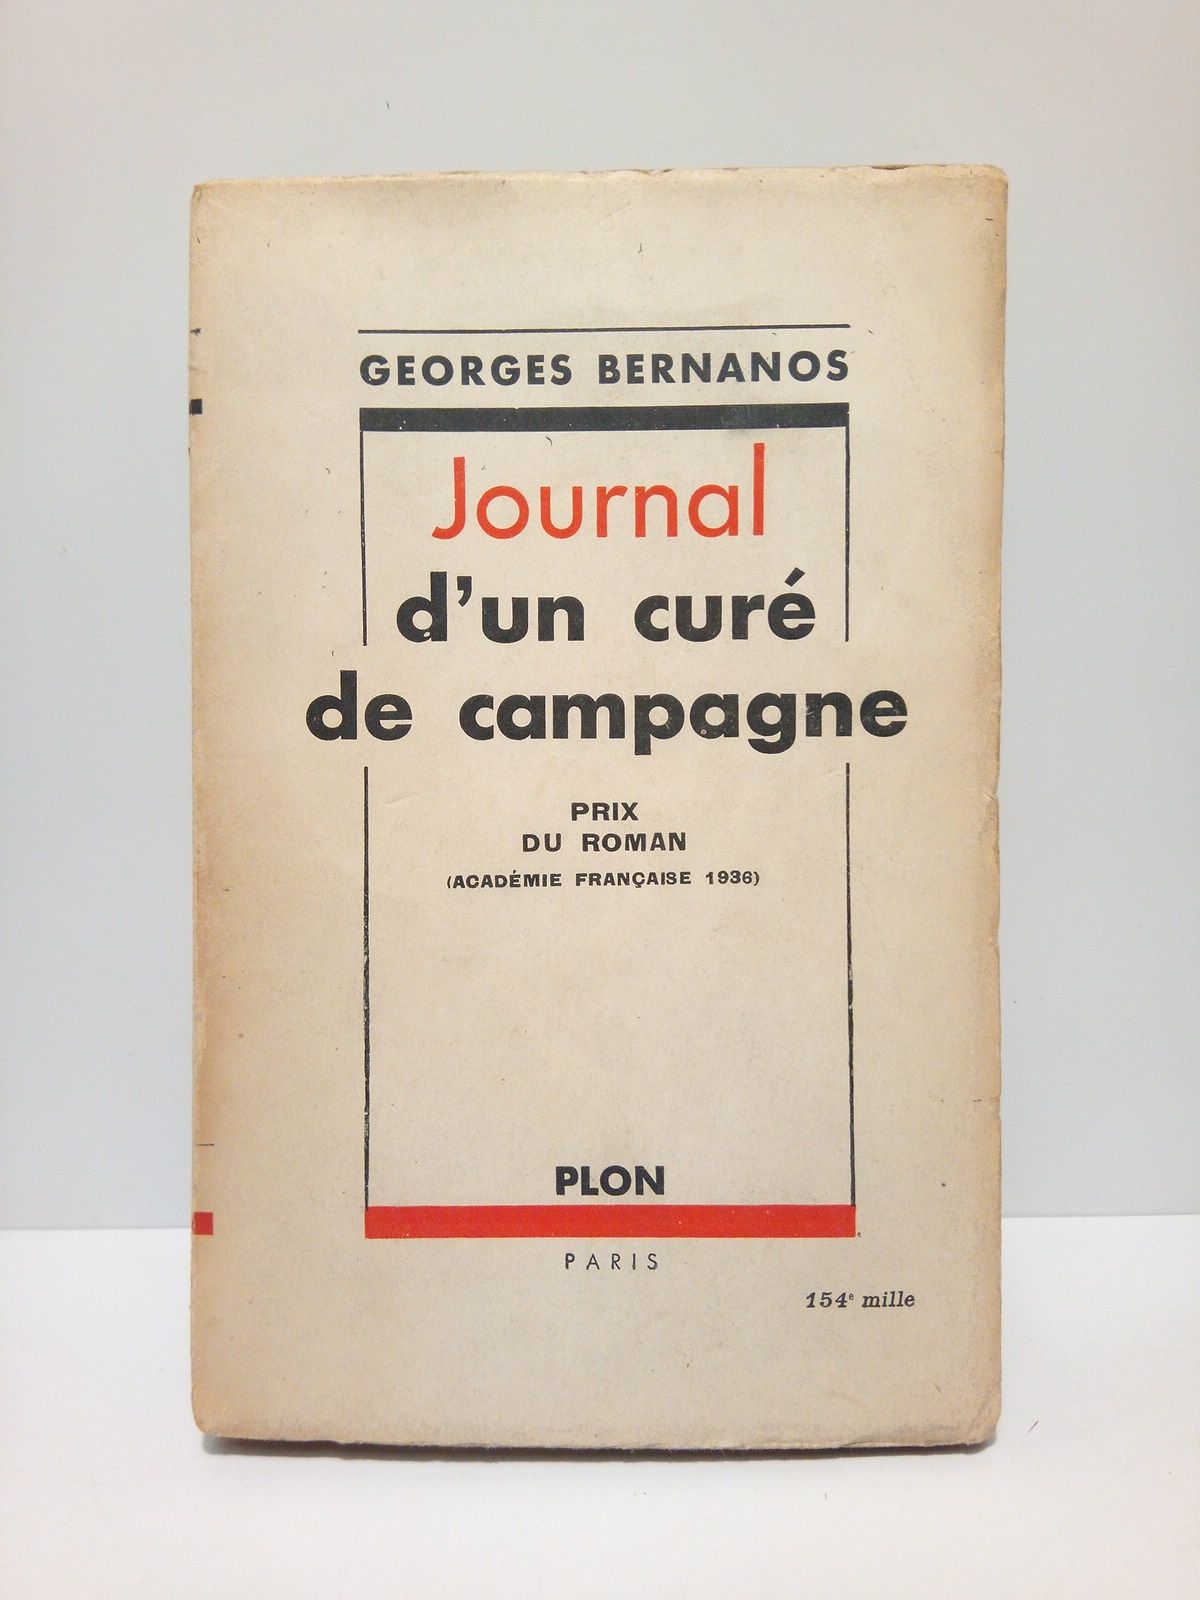 GEORGES BERNANOS
Journal
d'un curé
de campagne
PRIX
DU ROMAN
(ACADÉMIE FRANÇAISE 1936)
PLON
PARIS
154e mille